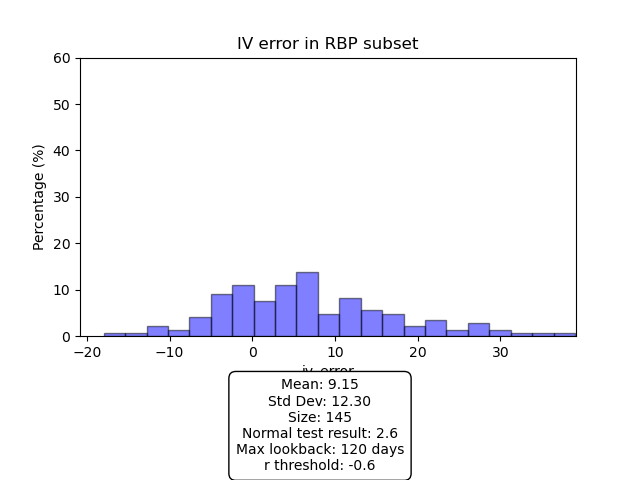 IV error in RBP subset
60
50
40
30
20
10
0
Percentage (%)
−20 −10 0 10 20 30
iv_error
Mean: 9.15
Std Dev: 12.30
Size: 145
Normal test result: 2.6
Max lookback: 120 days
r threshold: -0.6